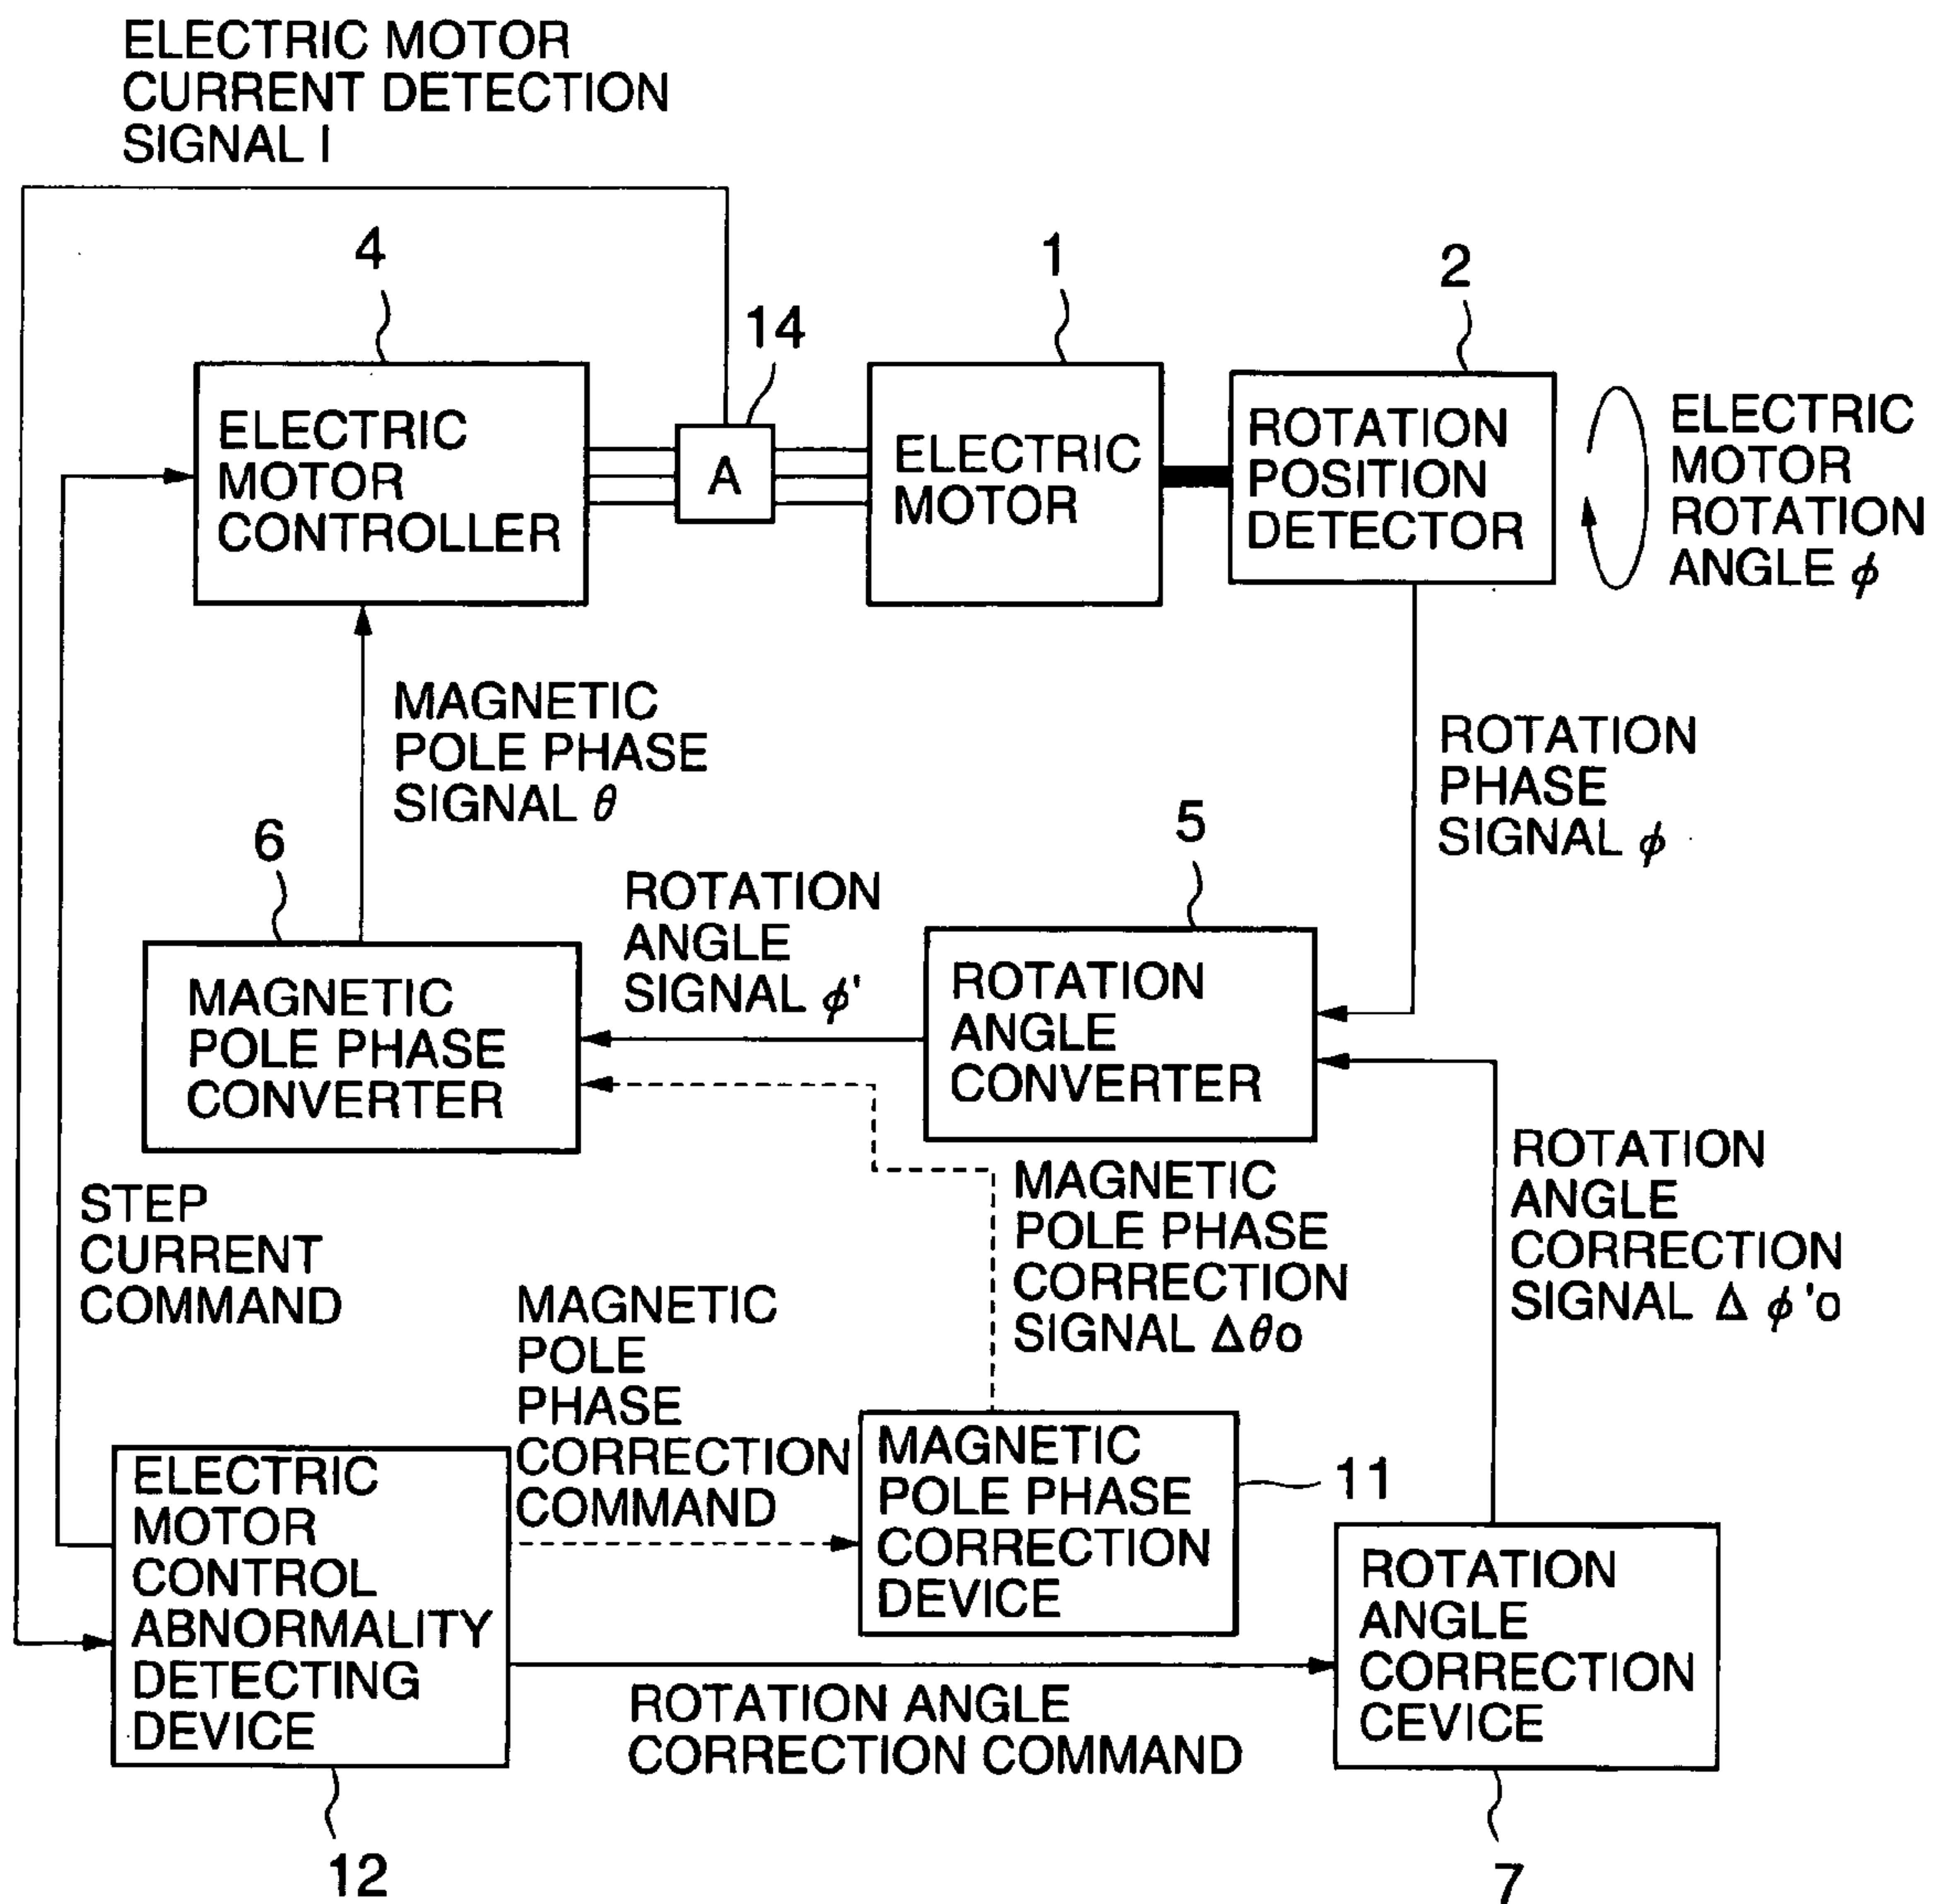 ELECTRIC MOTOR
CURRENT DETECTION
SIGNAL I
4
14
1
2
ELECTRIC
MOTOR
CONTROLLER
A
ELECTRIC
MOTOR
ROTATION
POSITION
DETECTOR
ELECTRIC
MOTOR
ROTATION
ANGLE ϕ
MAGNETIC
POLE PHASE
SIGNAL θ
ROTATION
PHASE
SIGNAL ϕ
6
ROTATION
ANGLE
SIGNAL ϕ'
5
MAGNETIC
POLE PHASE
CONVERTER
ROTATION
ANGLE
CONVERTER
STEP
CURRENT
COMMAND
MAGNETIC
POLE PHASE
CORRECTION
SIGNAL Δθo
ROTATION
ANGLE
CORRECTION
SIGNAL Δ ϕ'o
MAGNETIC
POLE
PHASE
CORRECTION
COMMAND
ELECTRIC
MOTOR
CONTROL
ABNORMALITY
DETECTING
DEVICE
MAGNETIC
POLE PHASE
CORRECTION
DEVICE
11
ROTATION ANGLE
CORRECTION COMMAND
ROTATION
ANGLE
CORRECTION
CEVICE
12
7